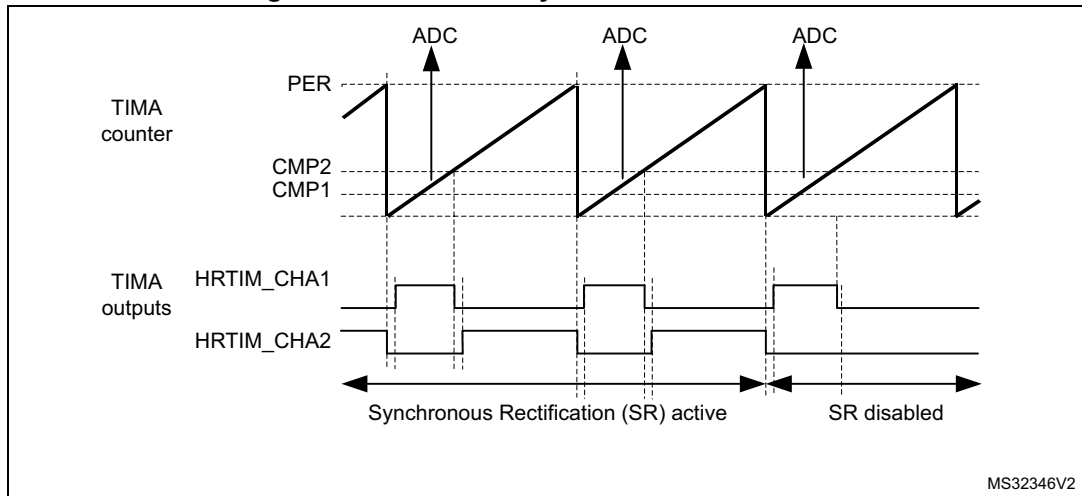 ADC ADC ADC
PER
TIMA
counter
CMP2
CMP1
TIMA
outputs
HRTIM_CHA1
HRTIM_CHA2
Synchronous Rectification (SR) active SR disabled
MS32346V2